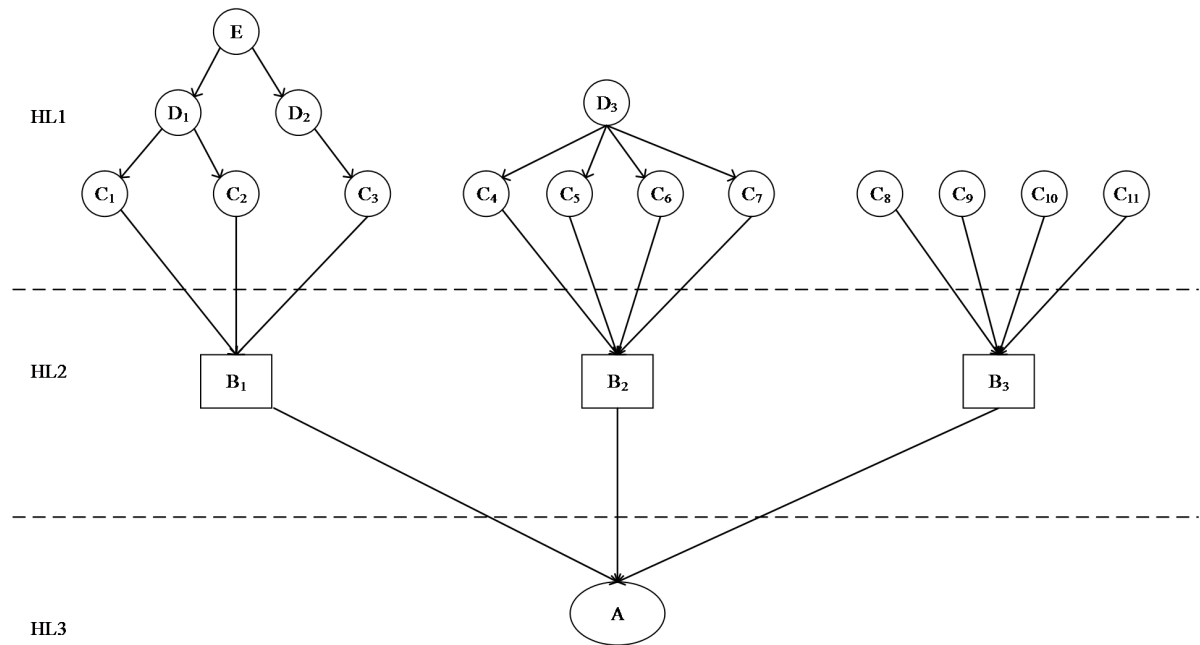 E
HL1
D₁
D₂
D₃
C₁
C₂
C₃
C₄
C₅
C₆
C₇
C₈
C₉
C₁₀
C₁₁
HL2
B₁
B₂
B₃
A
HL3